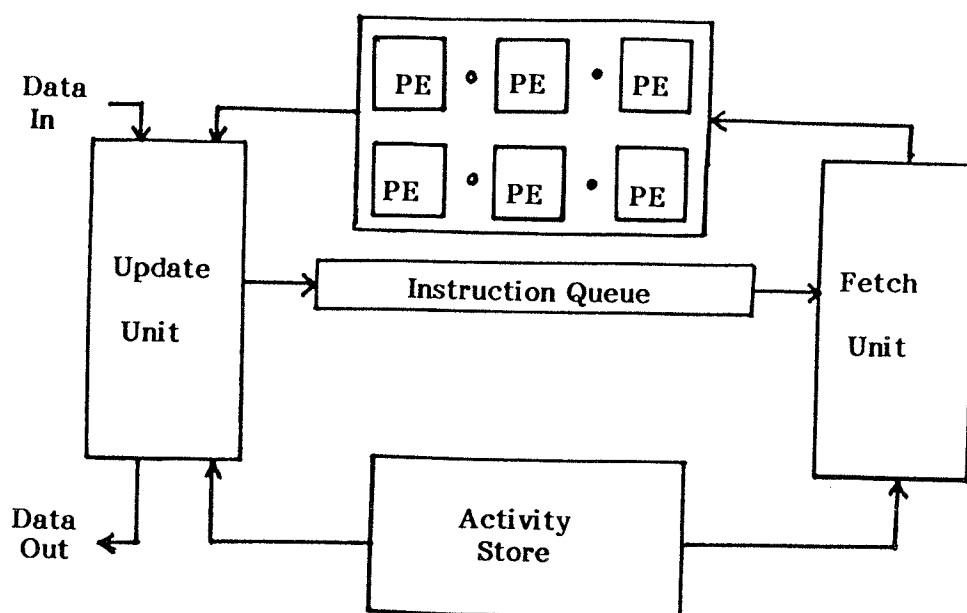 Data
In
PE PE PE
PE PE PE
Update
Unit
Instruction Queue
Fetch
Unit
Data
Out
Activity
Store